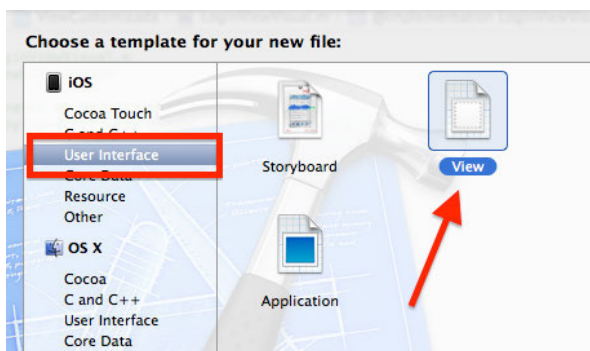 Choose a template for your new file:
iOS
Cocoa Touch
C and C++
User Interface
Core Data
Resource
Other
OS X
Cocoa
C and C++
User Interface
Core Data
Storyboard
View
Application